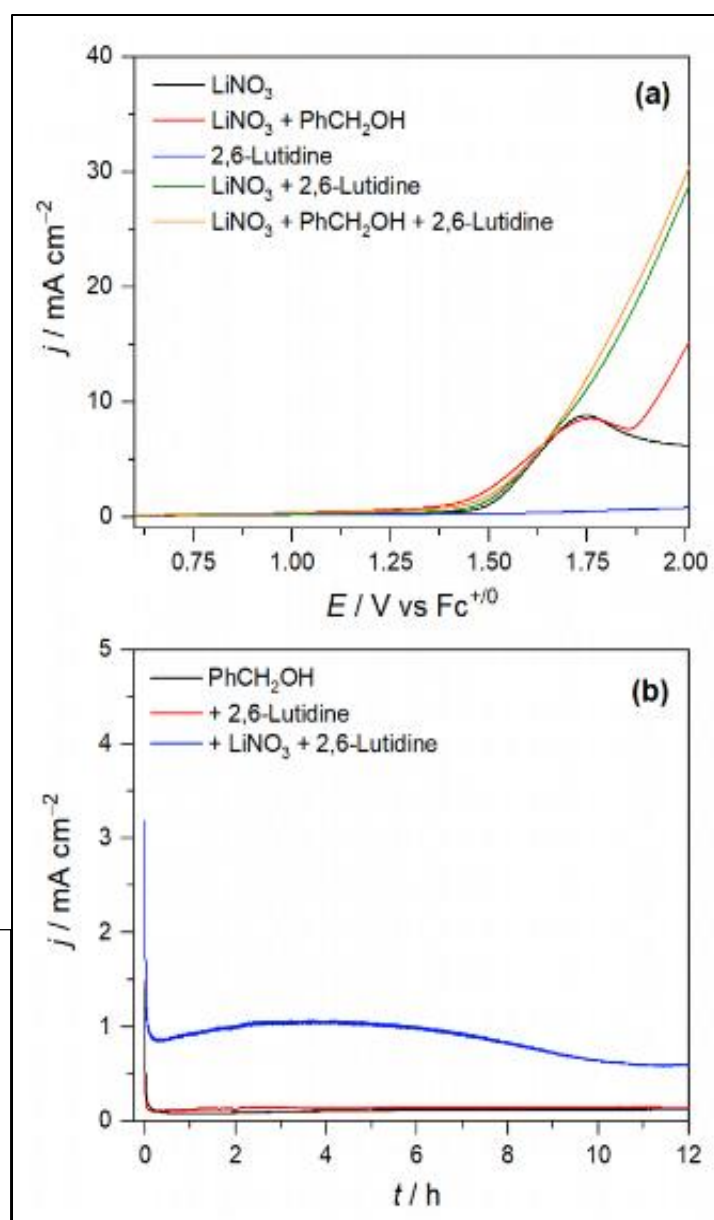 40
30
20
10
0
j / mA cm⁻²
LiNO₃
LiNO₃ + PhCH₂OH
2,6-Lutidine
LiNO₃ + 2,6-Lutidine
LiNO₃ + PhCH₂OH + 2,6-Lutidine
(a)
0.75 1.00 1.25 1.50 1.75 2.00
E / V vs Fc⁺/⁰
5
4
3
2
1
0
j / mA cm⁻²
PhCH₂OH
+ 2,6-Lutidine
+ LiNO₃ + 2,6-Lutidine
(b)
0 2 4 6 8 10 12
t / h